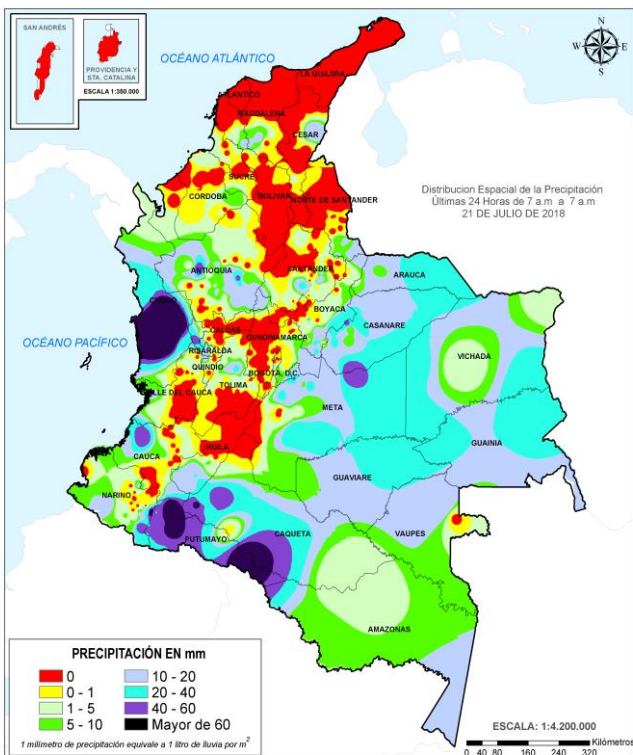 SAN ANDRÉS
PROVIDENCIA Y
STA. CATALINA
ESCALA 1:350.000
OCÉANO ATLÁNTICO
N
W
E
S
LA GUAJIRA
ATLANTICO
MAGDALENA
CESAR
SUCRE
CORDOBA
BOLIVAR
NORTE DE SANTANDER
Distribucion Espacial de la Precipitación
Últimas 24 Horas de 7 a.m a 7 a.m
21 DE JULIO DE 2018
ANTIOQUIA
SANTANDER
ARAUCA
CHOCO
BOYACA
CASANARE
OCÉANO PACÍFICO
CALDAS
CUNDINAMARCA
RISARALDA
VICHADA
QUINDIO
BOGOTA, D.C.
TOLIMA
VALLE DEL CAUCA
META
GUAINIA
HUILA
CAUCA
GUAVIARE
NARIÑO
VAUPES
PUTUMAYO
CAQUETA
AMAZONAS
PRECIPITACIÓN EN mm
0
10 - 20
0 - 1
20 - 40
1 - 5
40 - 60
5 - 10
Mayor de 60
1 milimetro de precipitación equivale a 1 litro de lluvia por m²
ESCALA: 1:4.200.000
Kilómetros
0 40 80 160 240 320